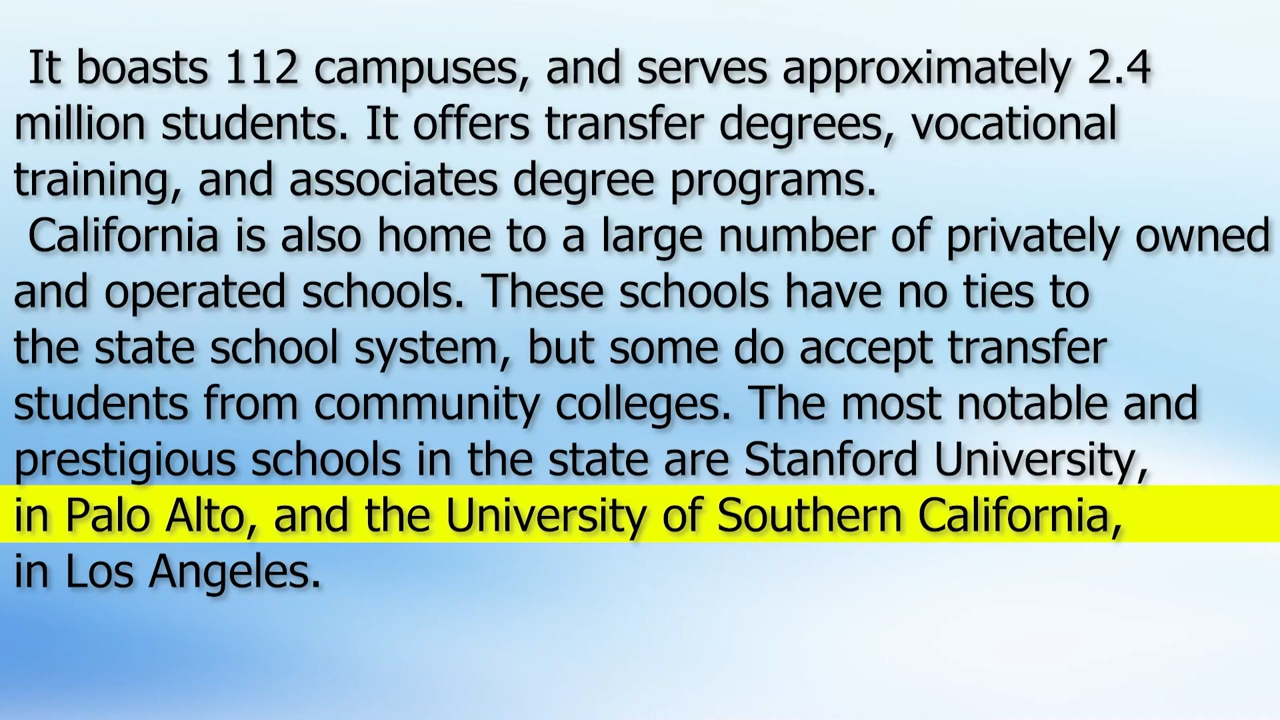 It boasts 112 campuses, and serves approximately 2.4
million students. It offers transfer degrees, vocational
training, and associates degree programs.
California is also home to a large number of privately owned
and operated schools. These schools have no ties to
the state school system, but some do accept transfer
students from community colleges. The most notable and
prestigious schools in the state are Stanford University,
in Palo Alto, and the University of Southern California,
in Los Angeles.